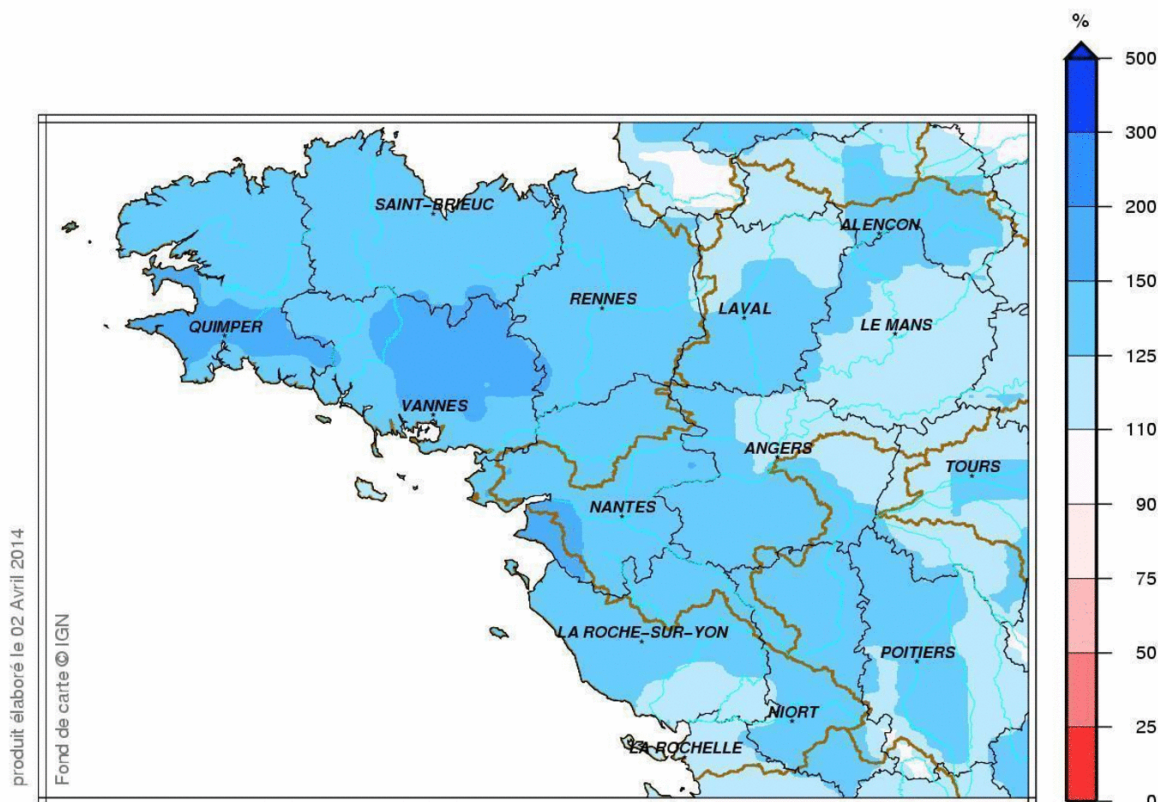 %
500
300
200
150
125
110
90
75
50
25
0
SAINT-BRIEUC
ALENCON
RENNES
LAVAL
QUIMPER
LE MANS
VANNES
ANGERS
TOURS
NANTES
LA ROCHE-SUR-YON
POITIERS
NIORT
LA ROCHELLE
produit élaboré le 02 Avril 2014
Fond de carte © IGN